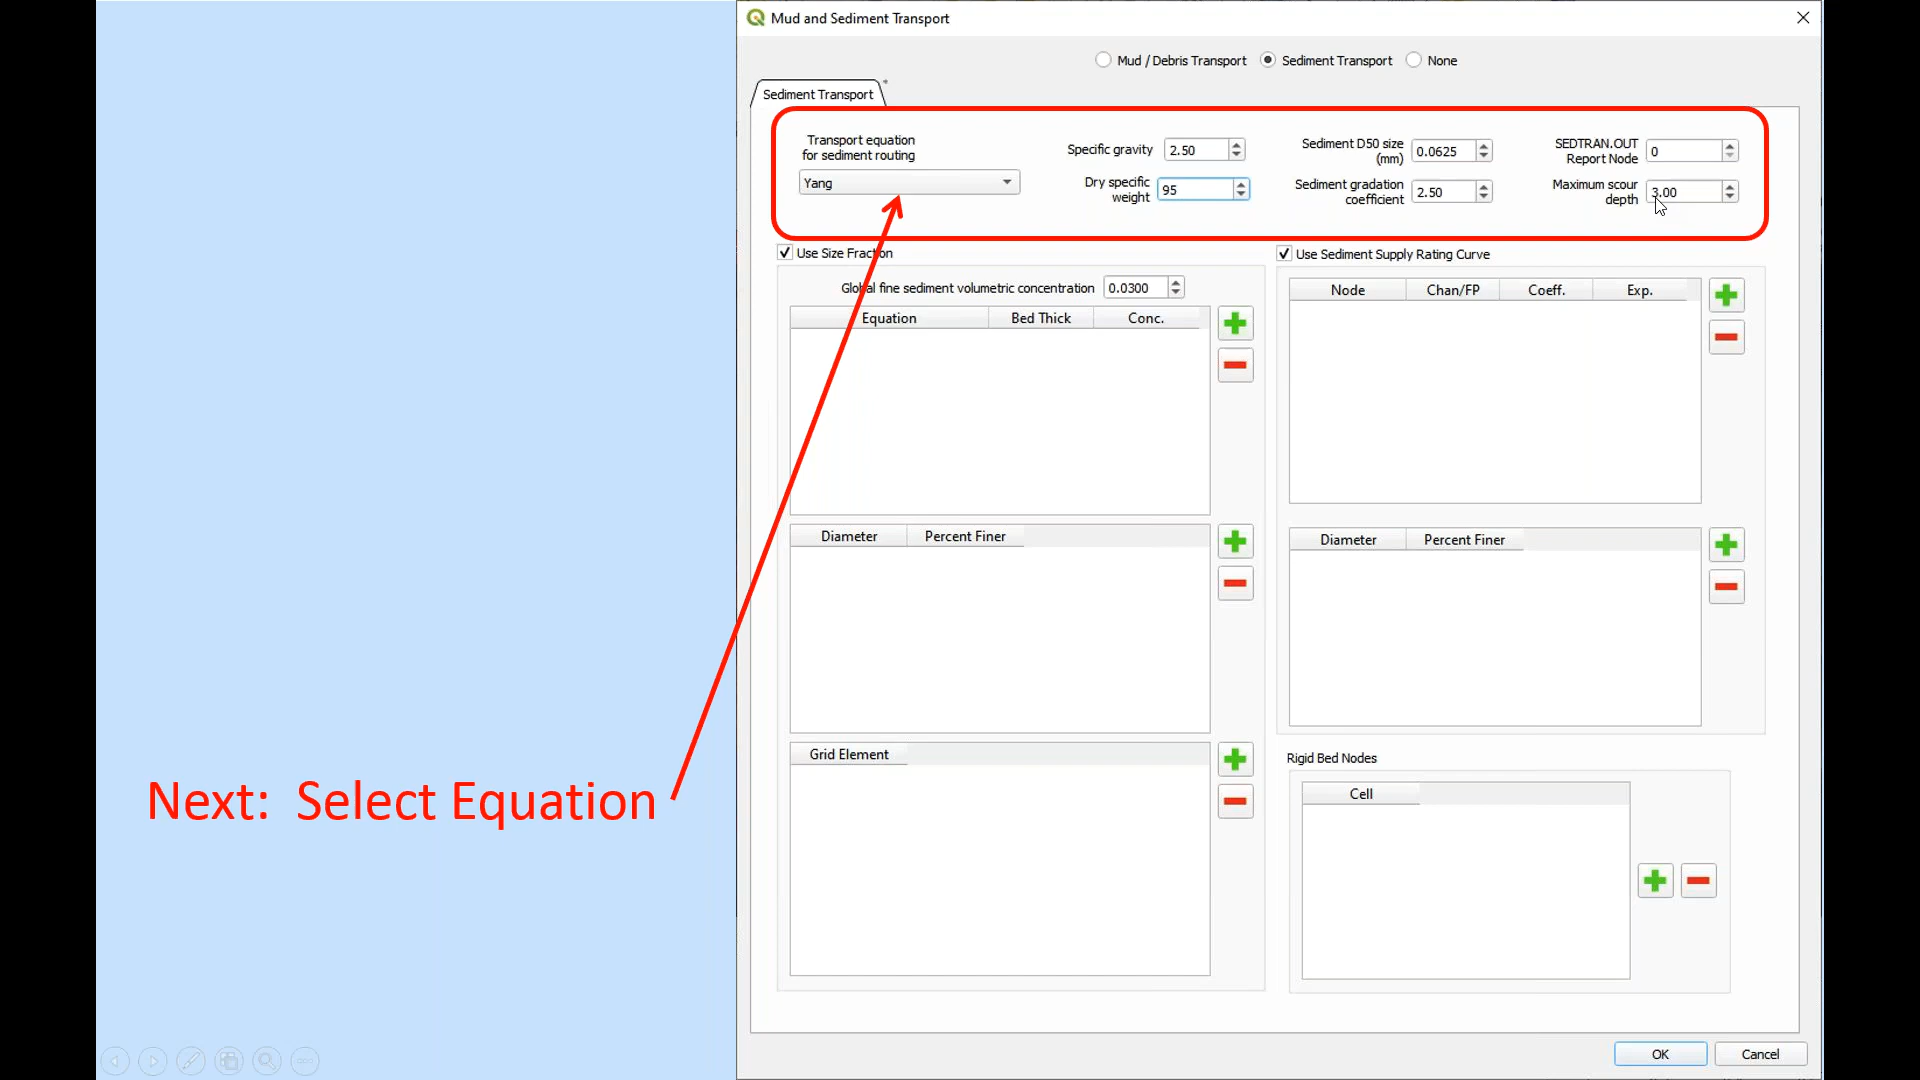 Mud and Sediment Transport
Mud / Debris Transport Sediment Transport None
Sediment Transport *
Transport equation
for sediment routing
Yang
Specific gravity 2.50
Dry specific
weight 95
Sediment D50 size
(mm) 0.0625
Sediment gradation
coefficient 2.50
SEDTRAN.OUT
Report Node 0
Maximum scour
depth 3.00
Use Size Fraction
Global fine sediment volumetric concentration 0.0300
Equation Bed Thick Conc.
Diameter Percent Finer
Grid Element
Use Sediment Supply Rating Curve
Node Chan/FP Coeff. Exp.
Diameter Percent Finer
Rigid Bed Nodes
Cell
Next: Select Equation
OK Cancel